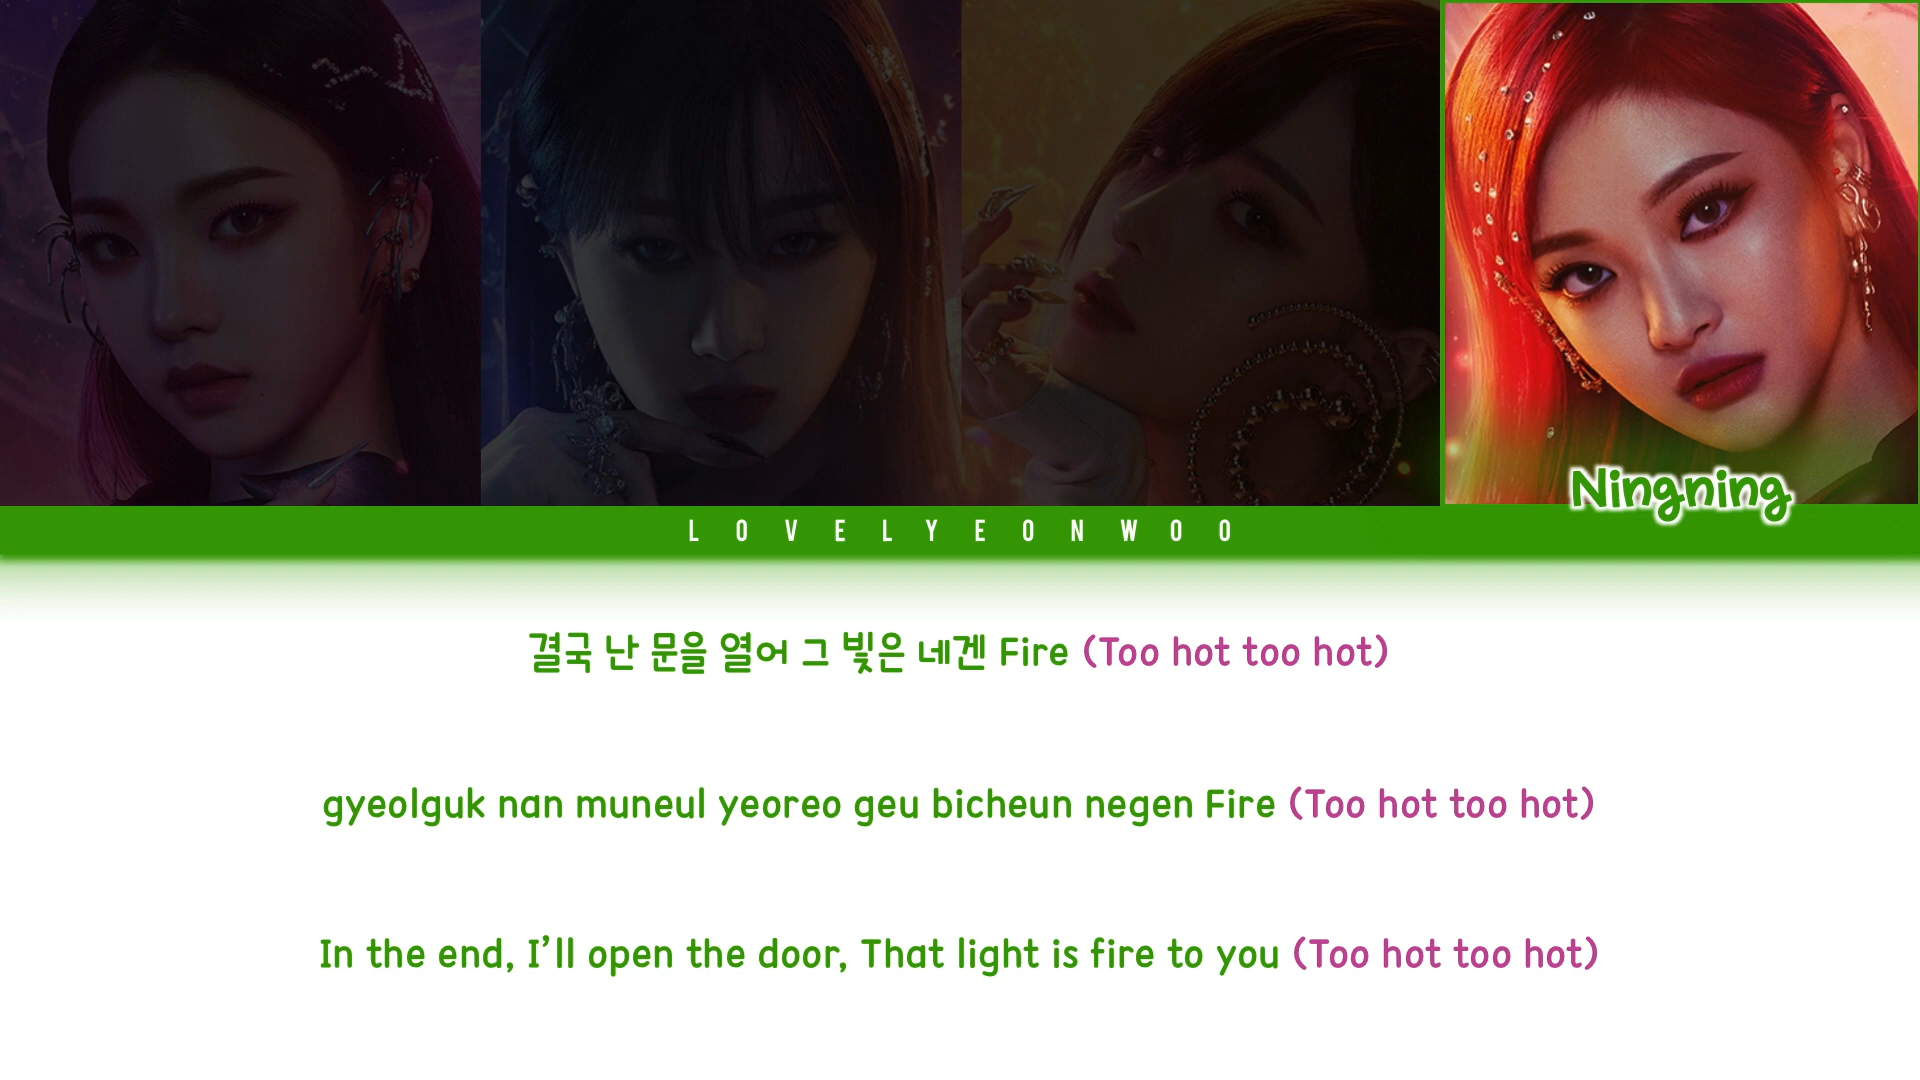 Ningning
LOVELYEONWOO
결국 난 문을 열어 그 빛은 네겐 Fire (Too hot too hot)
gyeolguk nan muneul yeoreo geu bicheun negen Fire (Too hot too hot)
In the end, I’ll open the door, That light is fire to you (Too hot too hot)